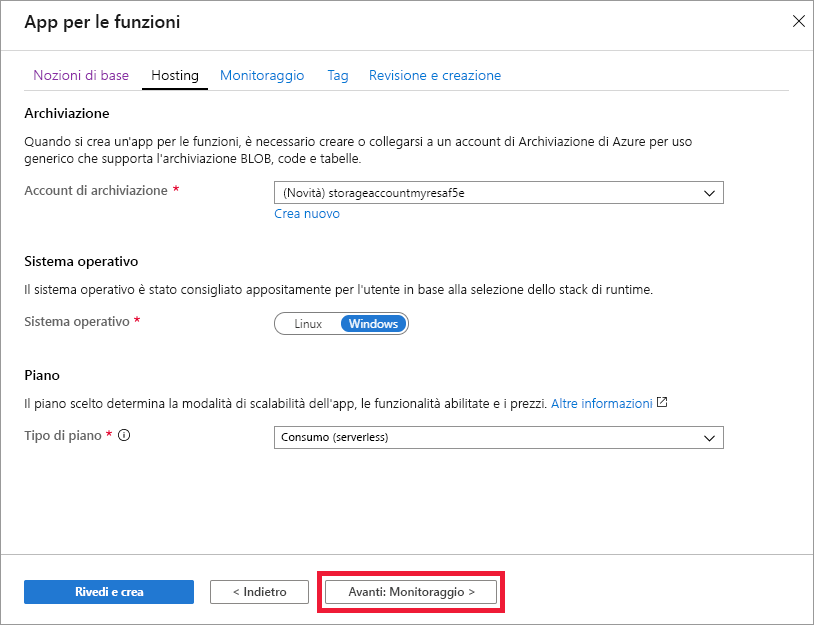 App per le funzioni
Nozioni di base Hosting Monitoraggio Tag Revisione e creazione
Archiviazione
Quando si crea un'app per le funzioni, è necessario creare o collegarsi a un account di Archiviazione di Azure per uso
generico che supporta l'archiviazione BLOB, code e tabelle.
Account di archiviazione *
(Novità) storageaccountmyresaf5e
Crea nuovo
Sistema operativo
Il sistema operativo è stato consigliato appositamente per l'utente in base alla selezione dello stack di runtime.
Sistema operativo *
Linux Windows
Piano
Il piano scelto determina la modalità di scalabilità dell'app, le funzionalità abilitate e i prezzi. Altre informazioni
Tipo di piano *
Consumo (serverless)
Rivedi e crea < Indietro Avanti: Monitoraggio >